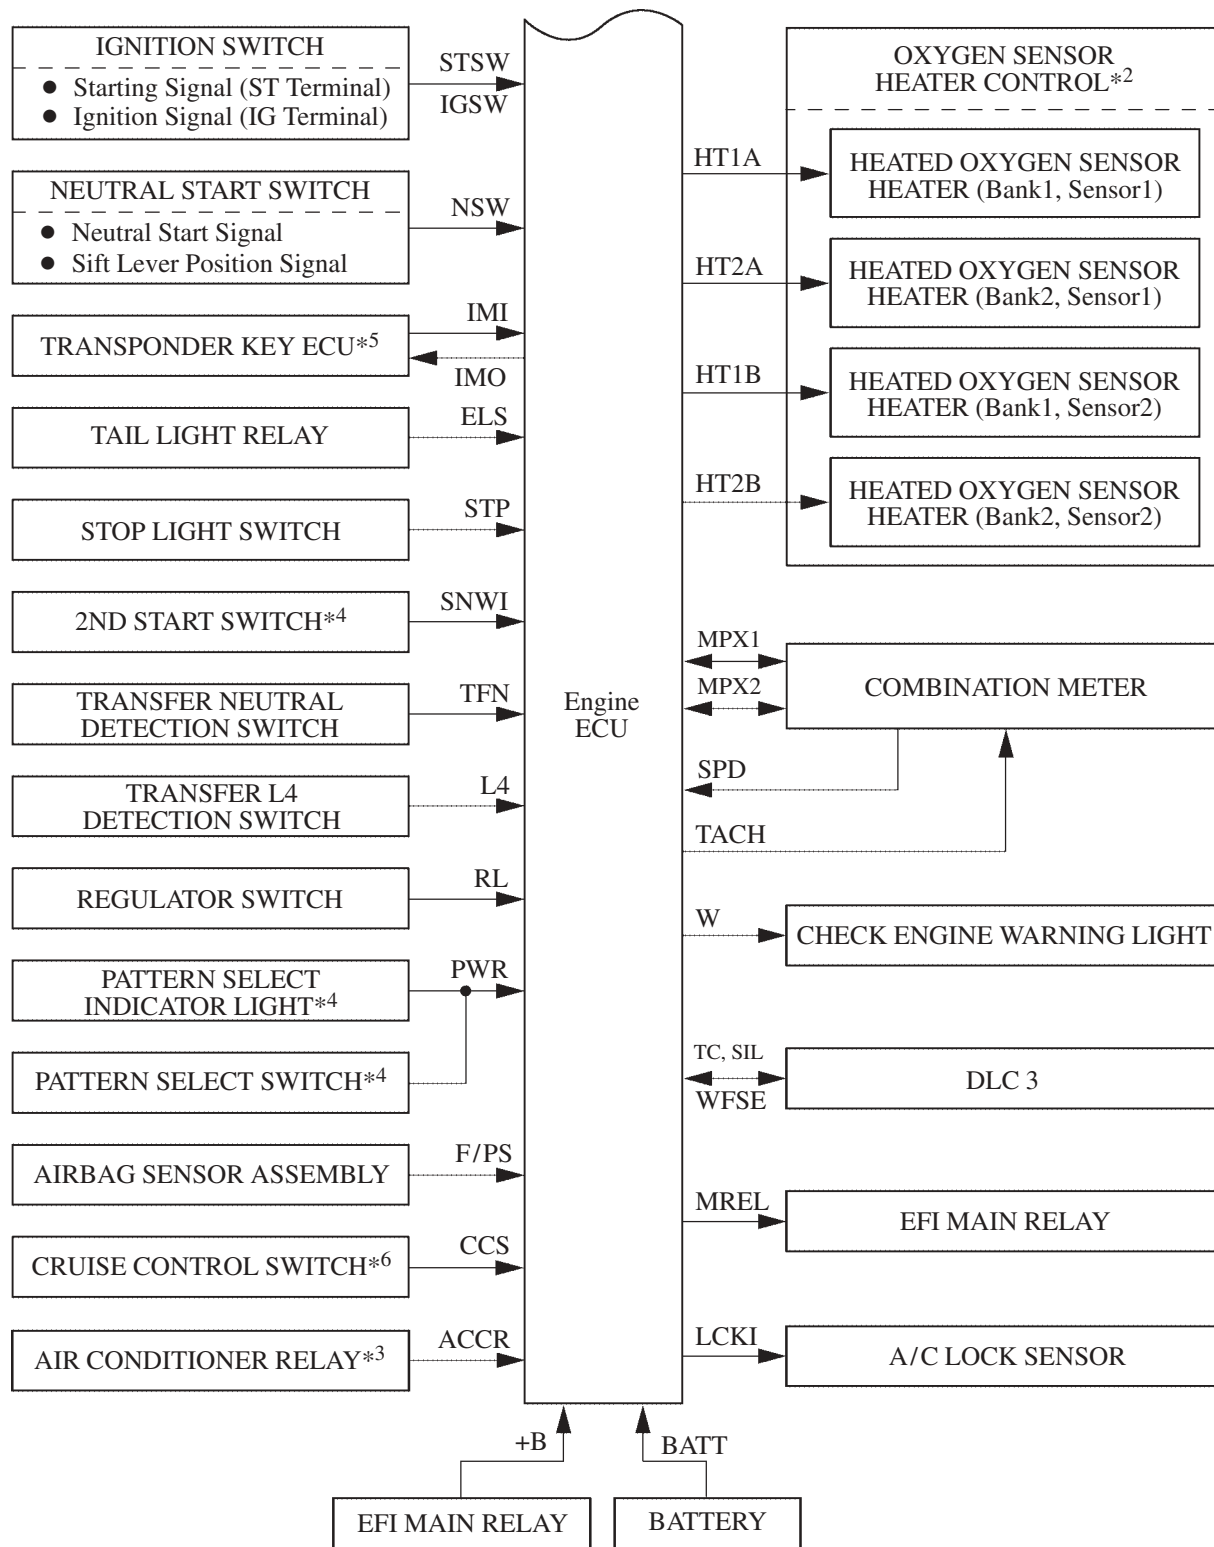 IGNITION SWITCH
● Starting Signal (ST Terminal)
● Ignition Signal (IG Terminal)
STSW
IGSW
NEUTRAL START SWITCH
● Neutral Start Signal
● Sift Lever Position Signal
NSW
TRANSPONDER KEY ECU*5
IMI
IMO
TAIL LIGHT RELAY
ELS
STOP LIGHT SWITCH
STP
2ND START SWITCH*4
SNWI
TRANSFER NEUTRAL
DETECTION SWITCH
TFN
TRANSFER L4
DETECTION SWITCH
L4
REGULATOR SWITCH
RL
PATTERN SELECT
INDICATOR LIGHT*4
PWR
PATTERN SELECT SWITCH*4
AIRBAG SENSOR ASSEMBLY
F/PS
CRUISE CONTROL SWITCH*6
CCS
AIR CONDITIONER RELAY*3
ACCR
Engine
ECU
OXYGEN SENSOR
HEATER CONTROL*2
HT1A
HEATED OXYGEN SENSOR
HEATER (Bank1, Sensor1)
HT2A
HEATED OXYGEN SENSOR
HEATER (Bank2, Sensor1)
HT1B
HEATED OXYGEN SENSOR
HEATER (Bank1, Sensor2)
HT2B
HEATED OXYGEN SENSOR
HEATER (Bank2, Sensor2)
MPX1
MPX2
COMBINATION METER
SPD
TACH
W
CHECK ENGINE WARNING LIGHT
TC, SIL
WFSE
DLC 3
MREL
EFI MAIN RELAY
LCKI
A/C LOCK SENSOR
+B
BATT
EFI MAIN RELAY
BATTERY